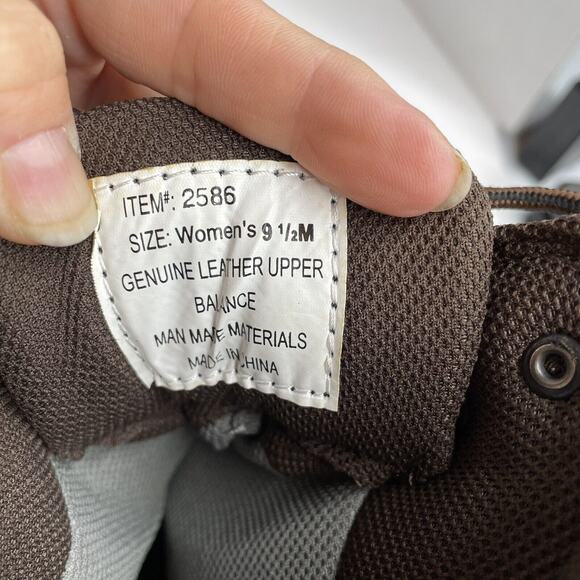 ITEM#: 2586
SIZE: Women's 9 1/2M
GENUINE LEATHER UPPER
BALANCE
MAN MADE MATERIALS
MADE IN CHINA